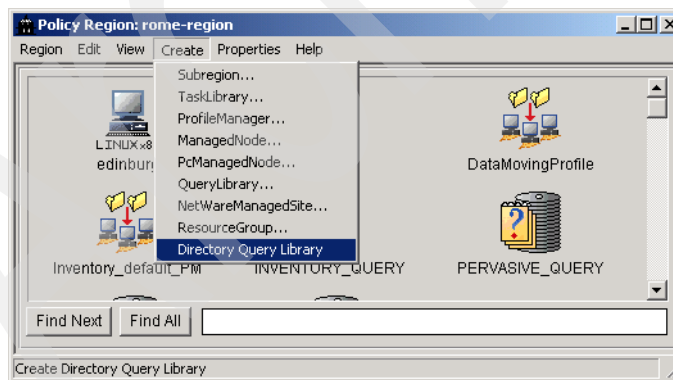 Policy Region: rome-region
Region Edit View Create Properties Help
Subregion...
TaskLibrary...
ProfileManager...
ManagedNode...
PcManagedNode...
QueryLibrary...
NetWareManagedSite...
ResourceGroup...
Directory Query Library
LINUX
DataMovingProfile
Inventory_default_PM INVENTORY_QUERY PERVASIVE_QUERY
Find Next Find All
Create Directory Query Library